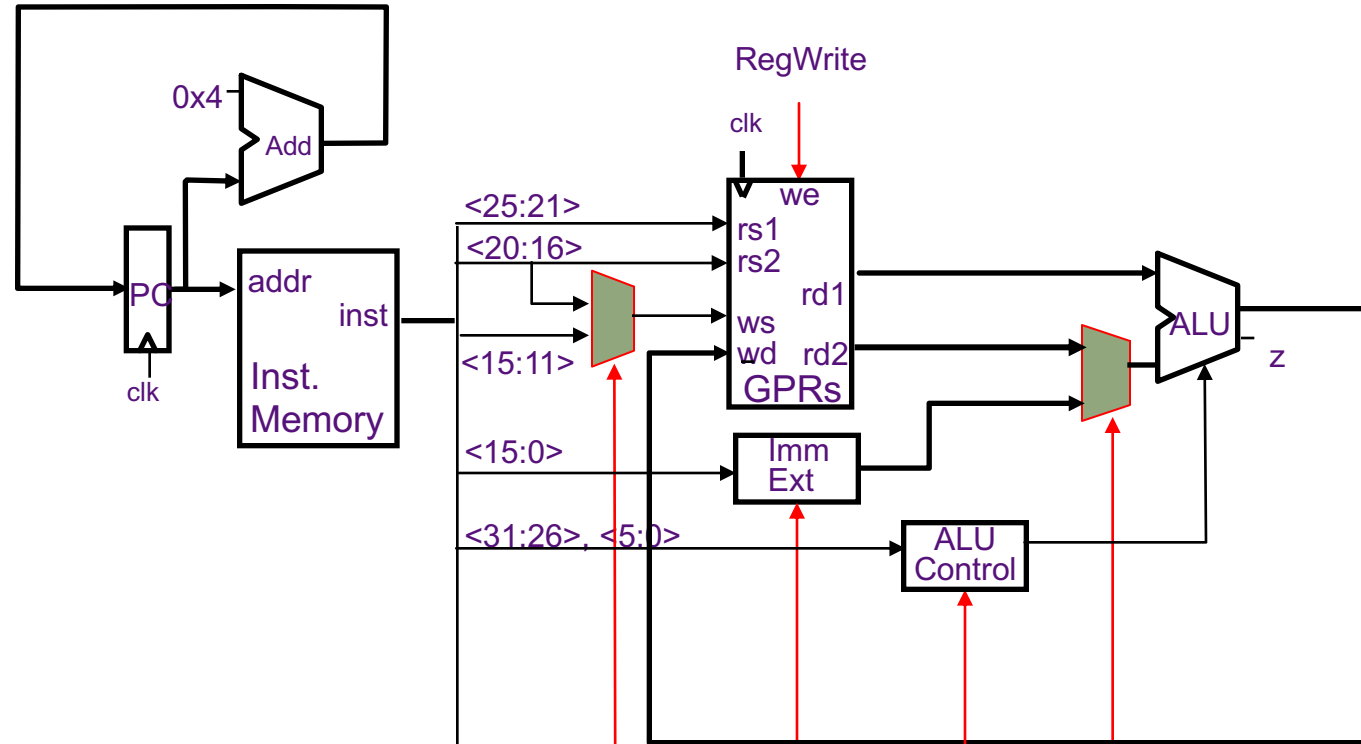 RegWrite
0x4
Add
clk
we
<25:21>
rs1
<20:16>
rs2
PC
addr
inst
rd1
ws
ALU
<15:11>
wd
rd2
z
clk
Inst.
Memory
GPRs
<15:0>
Imm
Ext
<31:26>, <5:0>
ALU
Control